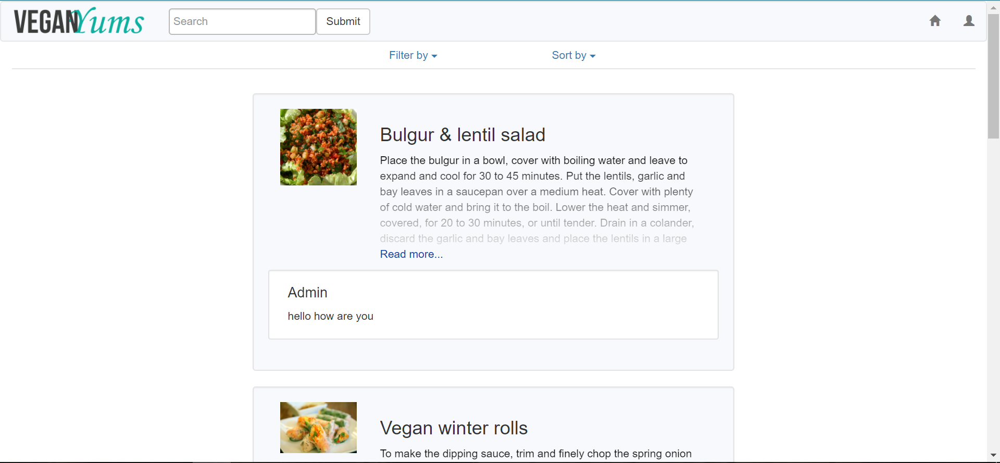 VEGANYums
Search
Submit
Filter by
Sort by
Bulgur & lentil salad
Place the bulgur in a bowl, cover with boiling water and leave to
expand and cool for 30 to 45 minutes. Put the lentils, garlic and
bay leaves in a saucepan over a medium heat. Cover with plenty
of cold water and bring it to the boil. Lower the heat and simmer,
covered, for 20 to 30 minutes, or until tender. Drain in a colander,
discard the garlic and bay leaves and place the lentils in a large
Read more...
Admin
hello how are you
Vegan winter rolls
To make the dipping sauce, trim and finely chop the spring onion